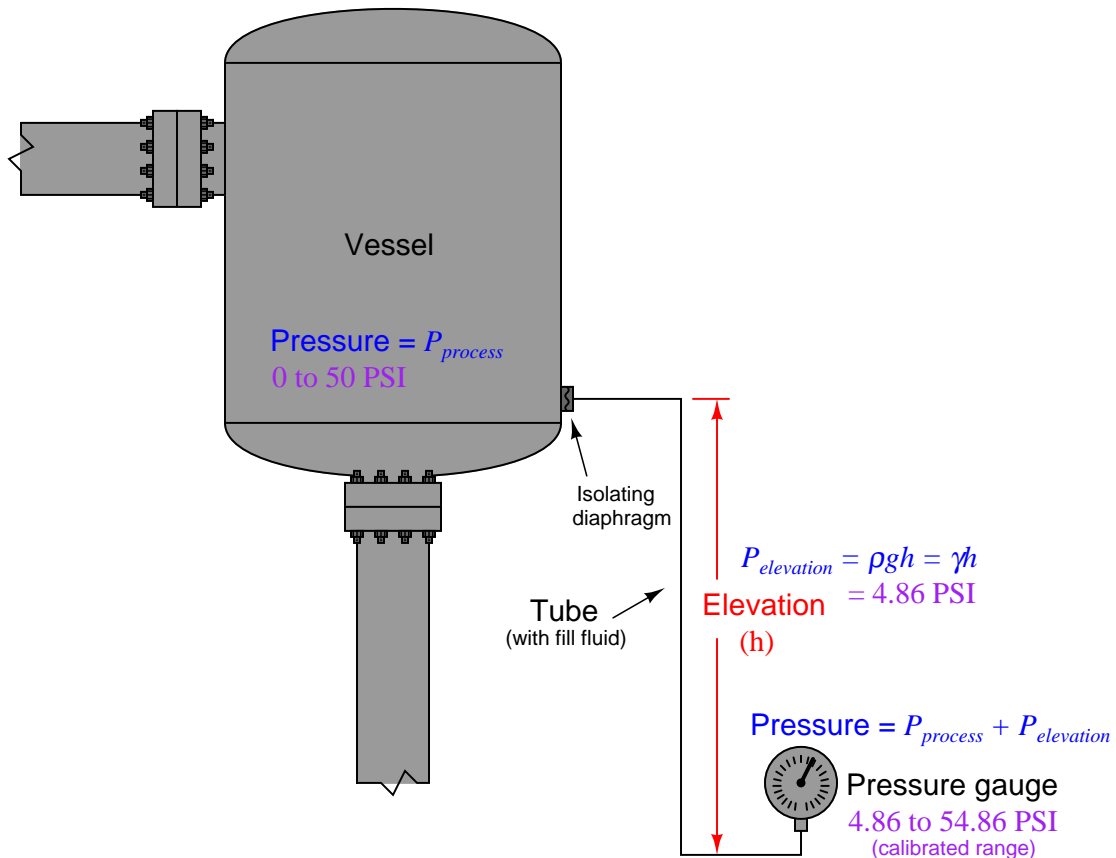 Vessel
Pressure = P_process
0 to 50 PSI
Isolating
diaphragm
P_elevation = ρgh = γh
= 4.86 PSI
Tube
(with fill fluid)
Elevation
(h)
Pressure = P_process + P_elevation
Pressure gauge
4.86 to 54.86 PSI
(calibrated range)